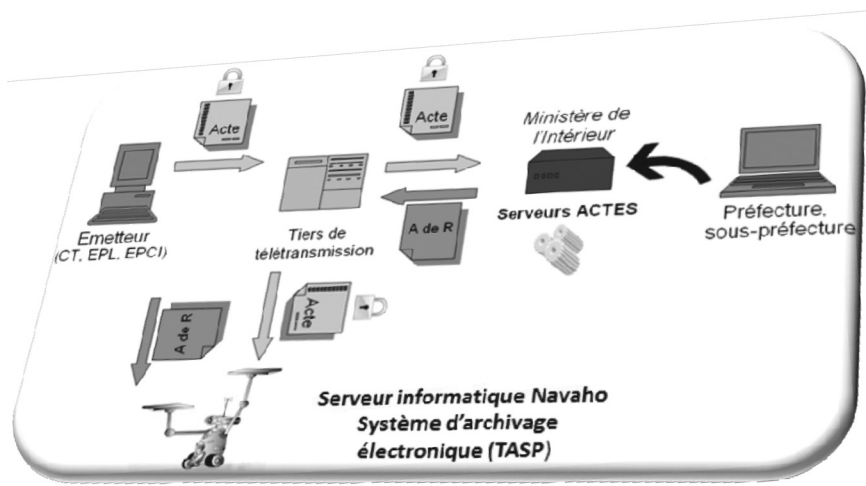 Acte
Acte
Ministère de
l'Intérieur
Emetteur
(CT, EPL, EPCI)
Tiers de
télétransmission
A de R
Serveurs ACTES
Préfecture,
sous-préfecture
A de R
Acte
Serveur informatique Navaho
Système d'archivage
électronique (TASP)